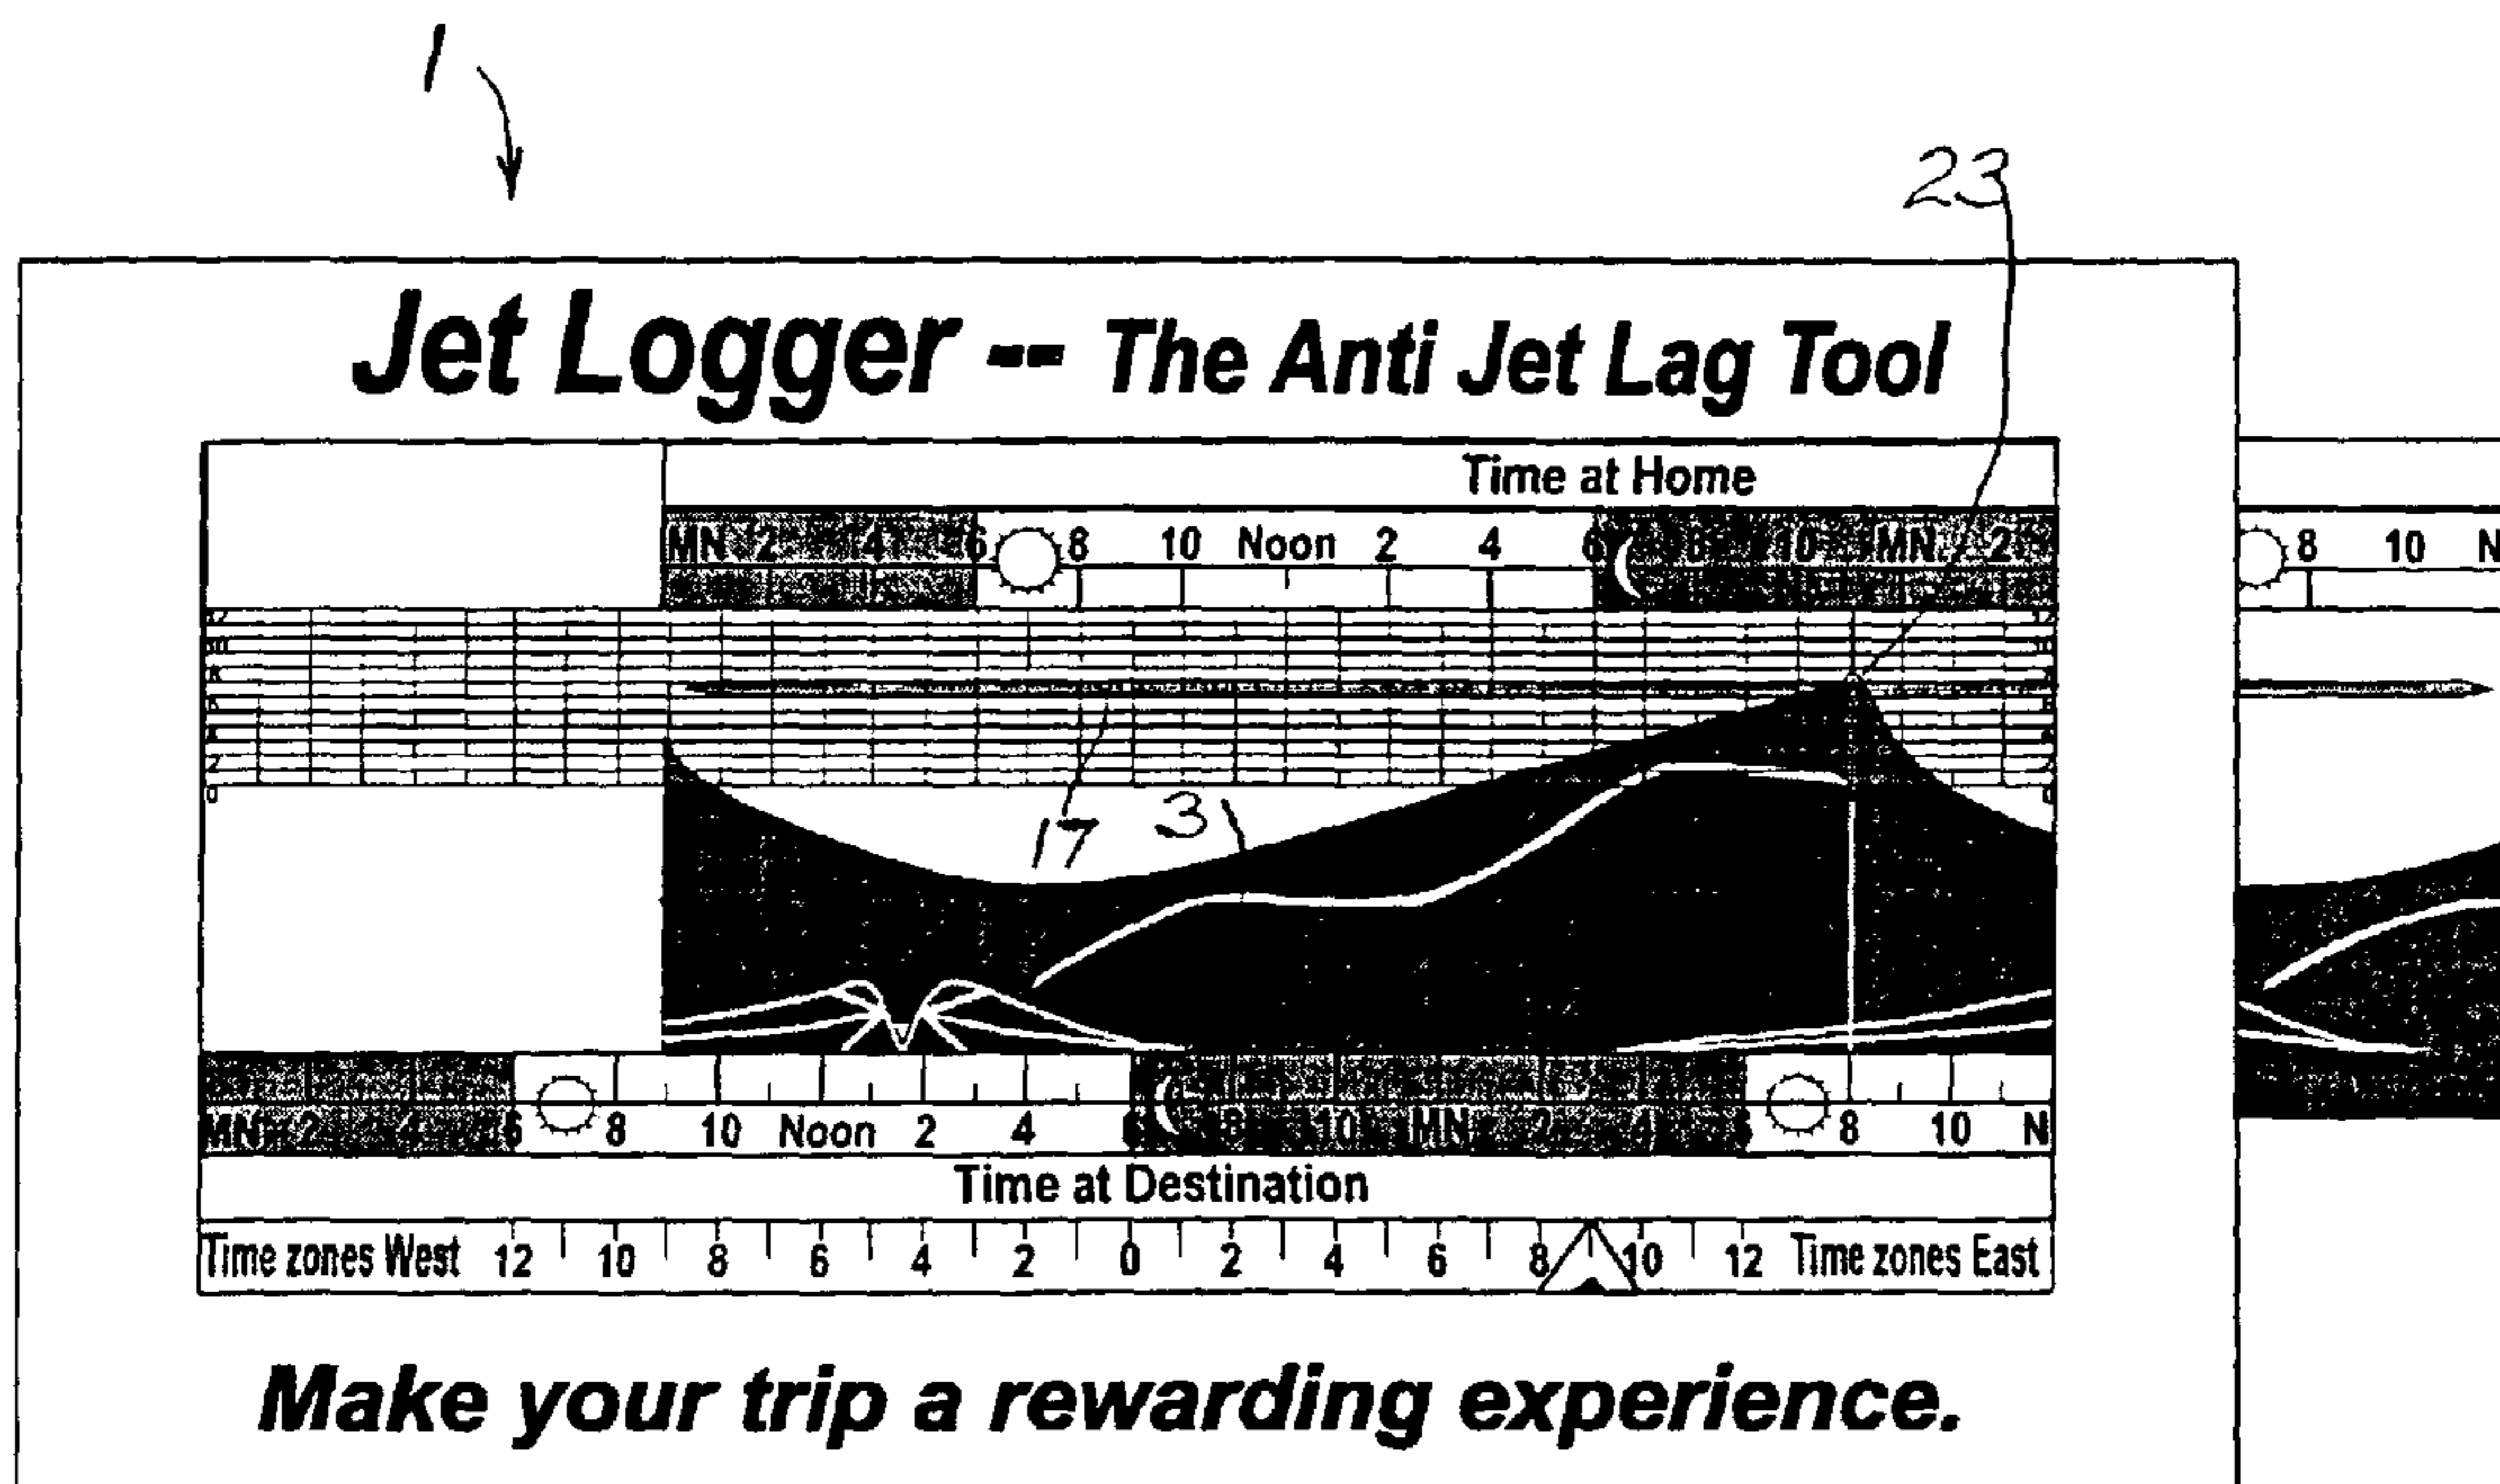 1
23
Jet Logger -- The Anti Jet Lag Tool
Time at Home
MN 2 4 6 8 10 Noon 2 4 6 8 10 MN 2 8 10 N
2
0
17 3
MN 2 4 6 8 10 Noon 2 4 6 8 10 MN 2 4 6 8 10 N
Time at Destination
Time zones West 12 10 8 6 4 2 0 2 4 6 8 10 12 Time zones East
Make your trip a rewarding experience.